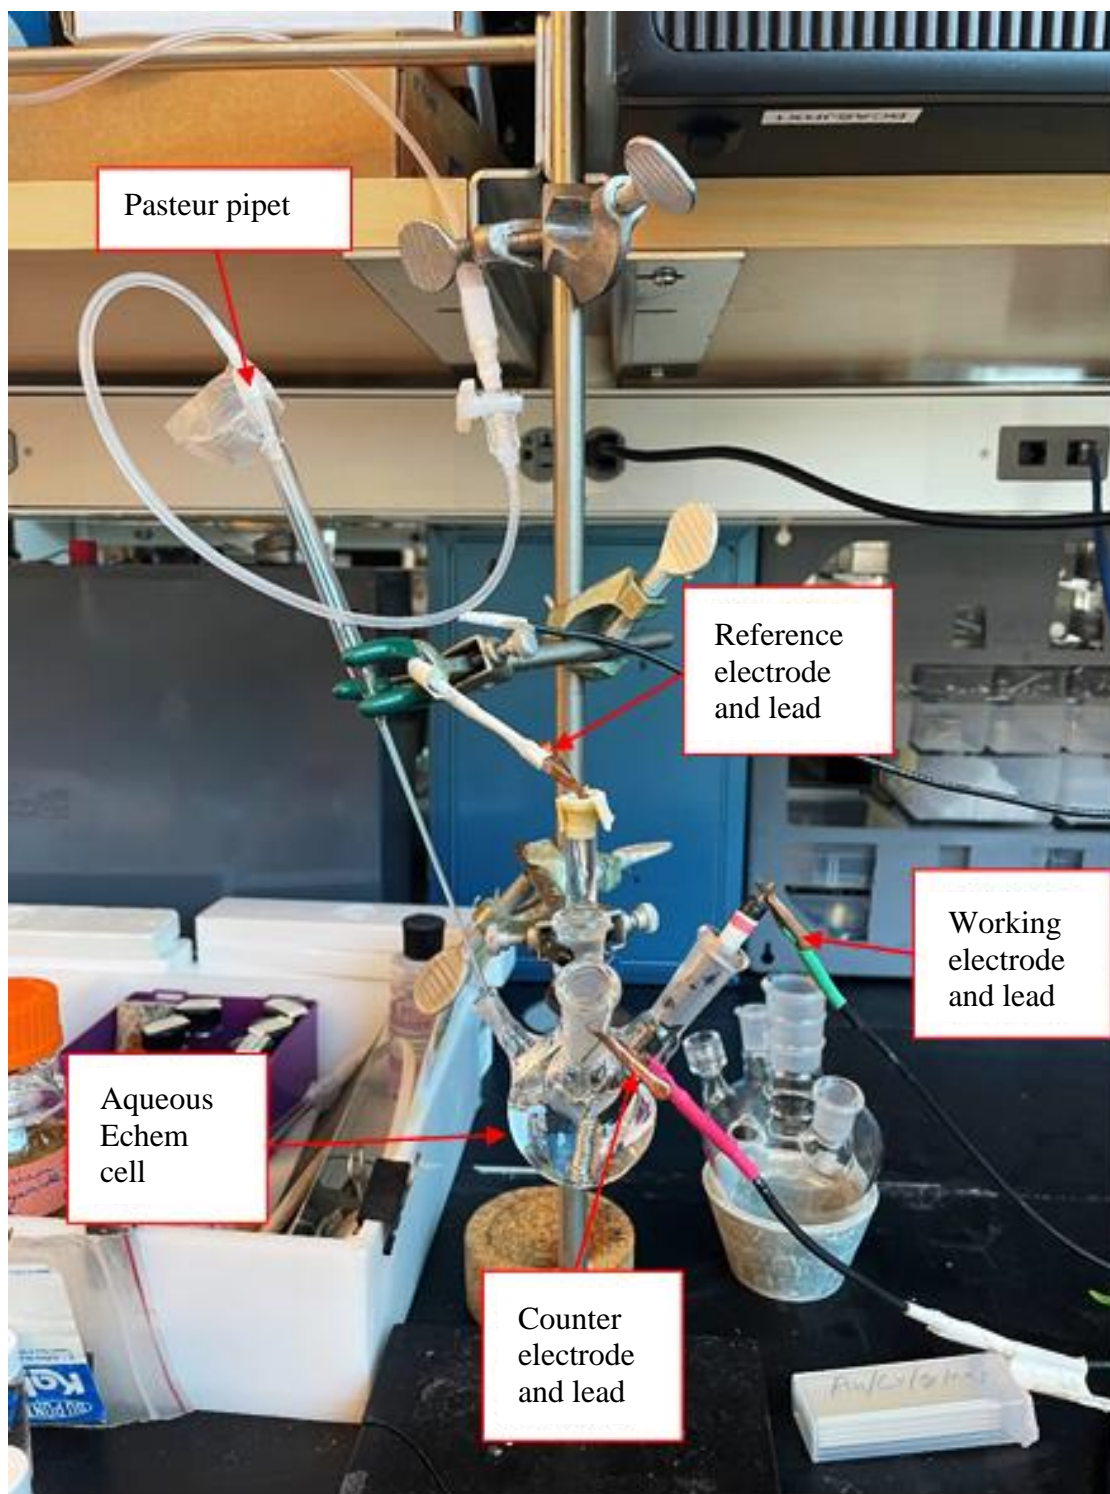 Pasteur pipet
Reference
electrode
and lead
Working
electrode
and lead
Aqueous
Echem
cell
Counter
electrode
and lead